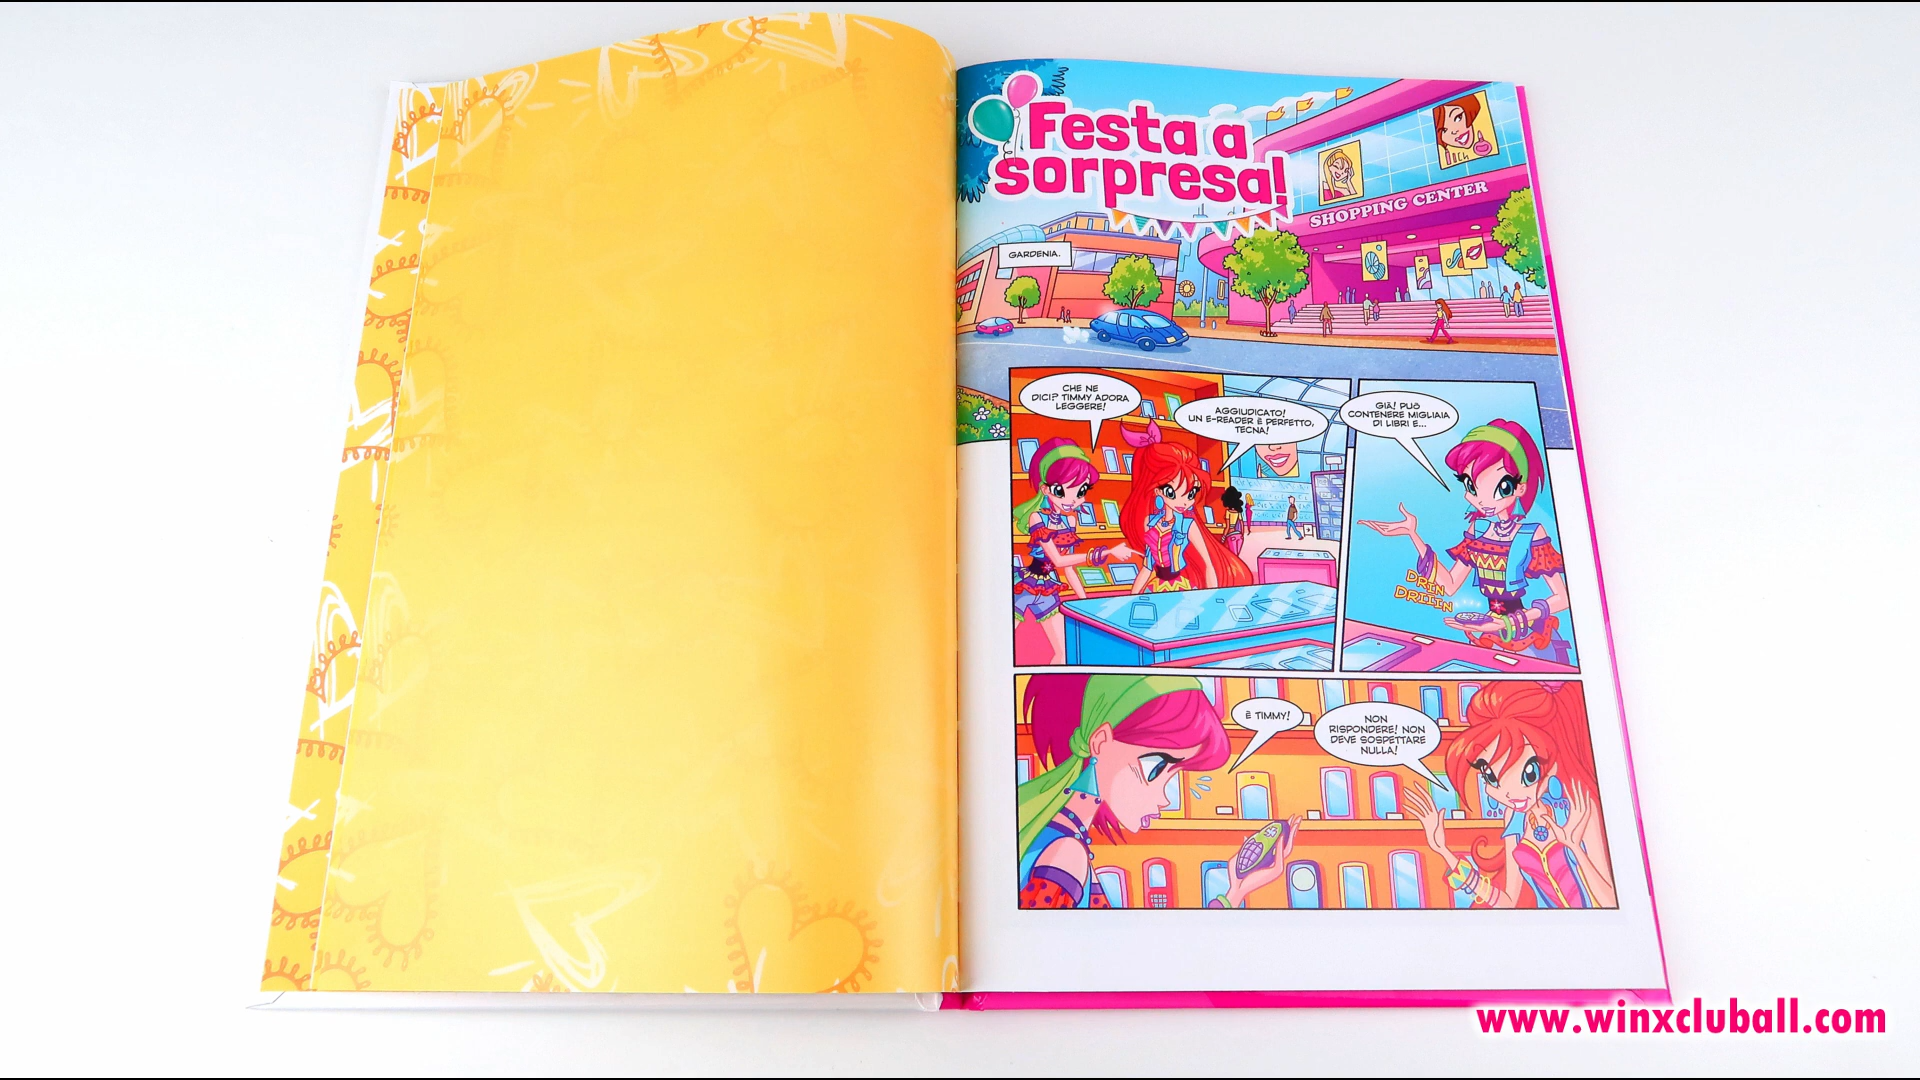 Festa a
sorpresa!
SHOPPING CENTER
GARDENIA.
CHE NE
DICI? TIMMY ADORA
LEGGERE!
AGGIUDICATO!
UN E-READER È PERFETTO,
TECNA!
GIÀ! PUÒ
CONTENERE MIGLIAIA
DI LIBRI E...
DRIN
DRIIIN
È TIMMY!
NON
RISPONDERE! NON
DEVE SOSPETTARE
NULLA!
www.winxcluball.com